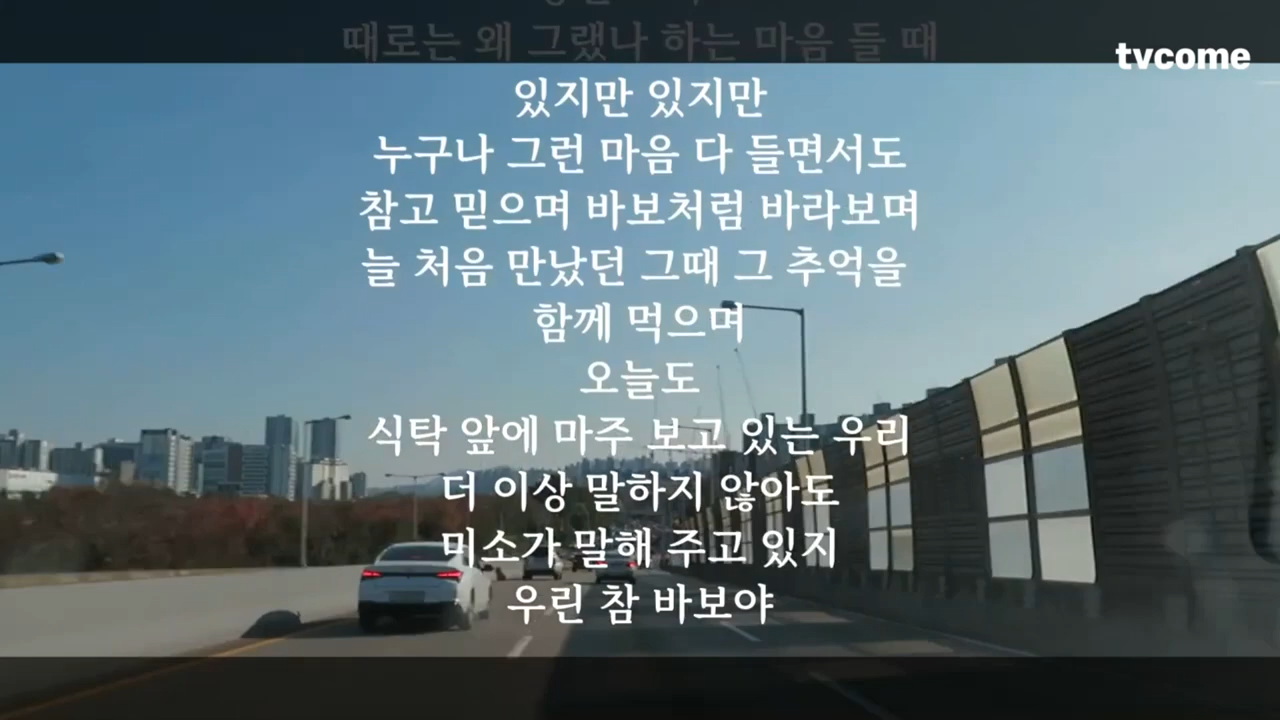 때로는 왜 그랬나 하는 마음 들 때
tvcome
있지만 있지만
누구나 그런 마음 다 들면서도
참고 믿으며 바보처럼 바라보며
늘 처음 만났던 그때 그 추억을
함께 먹으며
오늘도
식탁 앞에 마주 보고 있는 우리
더 이상 말하지 않아도
미소가 말해 주고 있지
우린 참 바보야